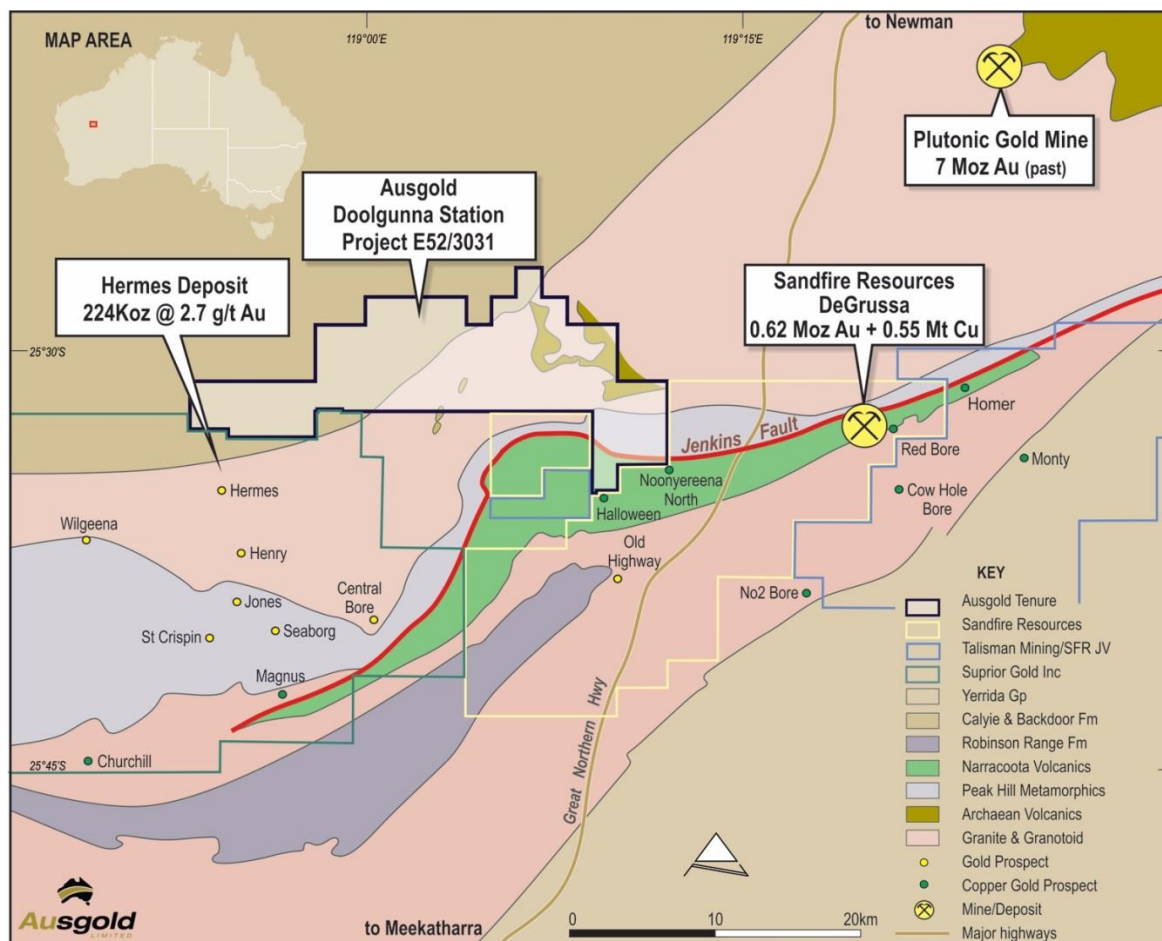 MAP AREA
119°00'E
119°15'E
to Newman
Plutonic Gold Mine
7 Moz Au (past)
Ausgold
Doolgunna Station
Project E52/3031
Hermes Deposit
224Koz @ 2.7 g/t Au
Sandfire Resources
DeGrussa
0.62 Moz Au + 0.55 Mt Cu
25°30'S
Jenkins Fault
Homer
Red Bore
Monty
Noonyereena
North
Cow Hole
Bore
Hermes
Halloween
Wilgeena
Henry
Old
Highway
Central
Bore
Jones
No2 Bore
St Crispin
Seaborg
Magnus
Great Northern Hwy
25°45'S
Churchill
KEY
Ausgold Tenure
Sandfire Resources
Talisman Mining/SFR JV
Suprior Gold Inc
Yerrida Gp
Calyie & Backdoor Fm
Robinson Range Fm
Narracoota Volcanics
Peak Hill Metamorphics
Archaean Volcanics
Granite & Granotoid
Gold Prospect
Copper Gold Prospect
Mine/Deposit
Major highways
Ausgold
LIMITED
to Meekatharra
0 10 20km